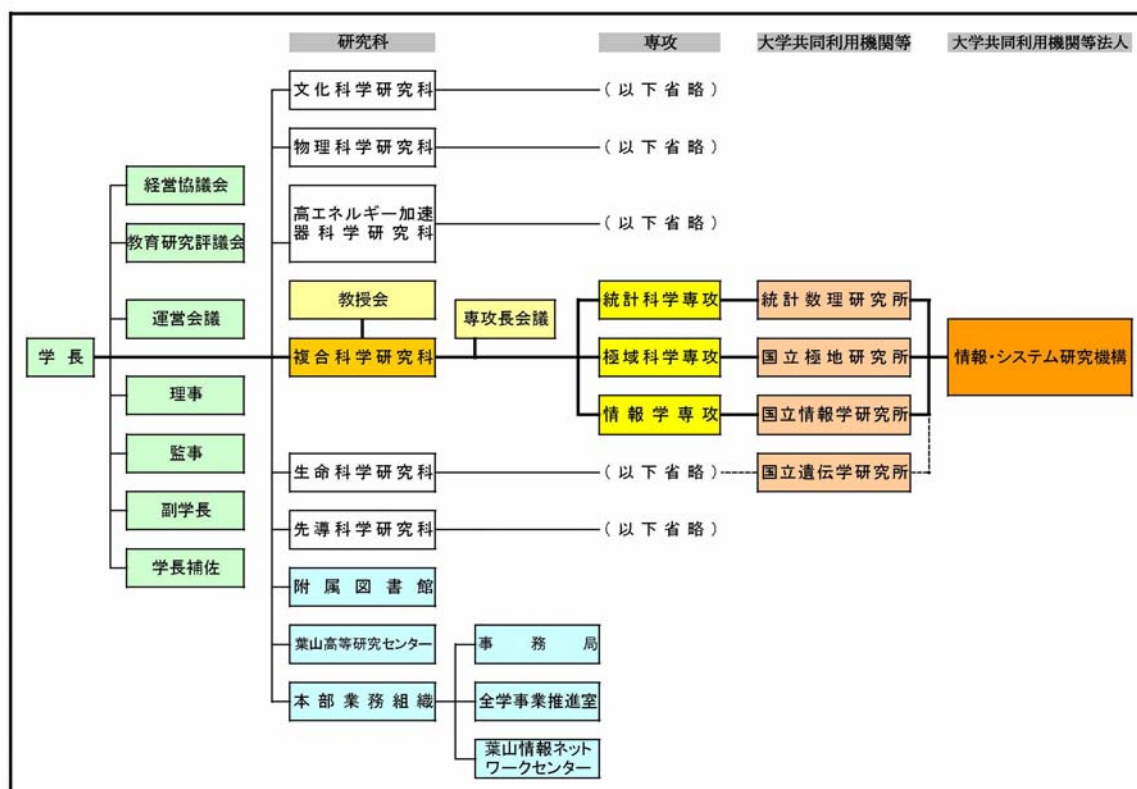 研究科
専攻
大学共同利用機関等
大学共同利用機関等法人
文化科学研究科
(以下省略)
物理科学研究科
(以下省略)
高エネルギー加速
器科学研究科
(以下省略)
経営協議会
教育研究評議会
運営会議
学長
理事
監事
副学長
学長補佐
教授会
複合科学研究科
専攻長会議
統計科学専攻
統計数理研究所
極域科学専攻
国立極地研究所
情報学専攻
国立情報学研究所
情報・システム研究機構
生命科学研究科
(以下省略)
国立遺伝学研究所
先導科学研究科
(以下省略)
附属図書館
葉山高等研究センター
本部業務組織
事務局
全学事業推進室
葉山情報ネット
ワークセンター